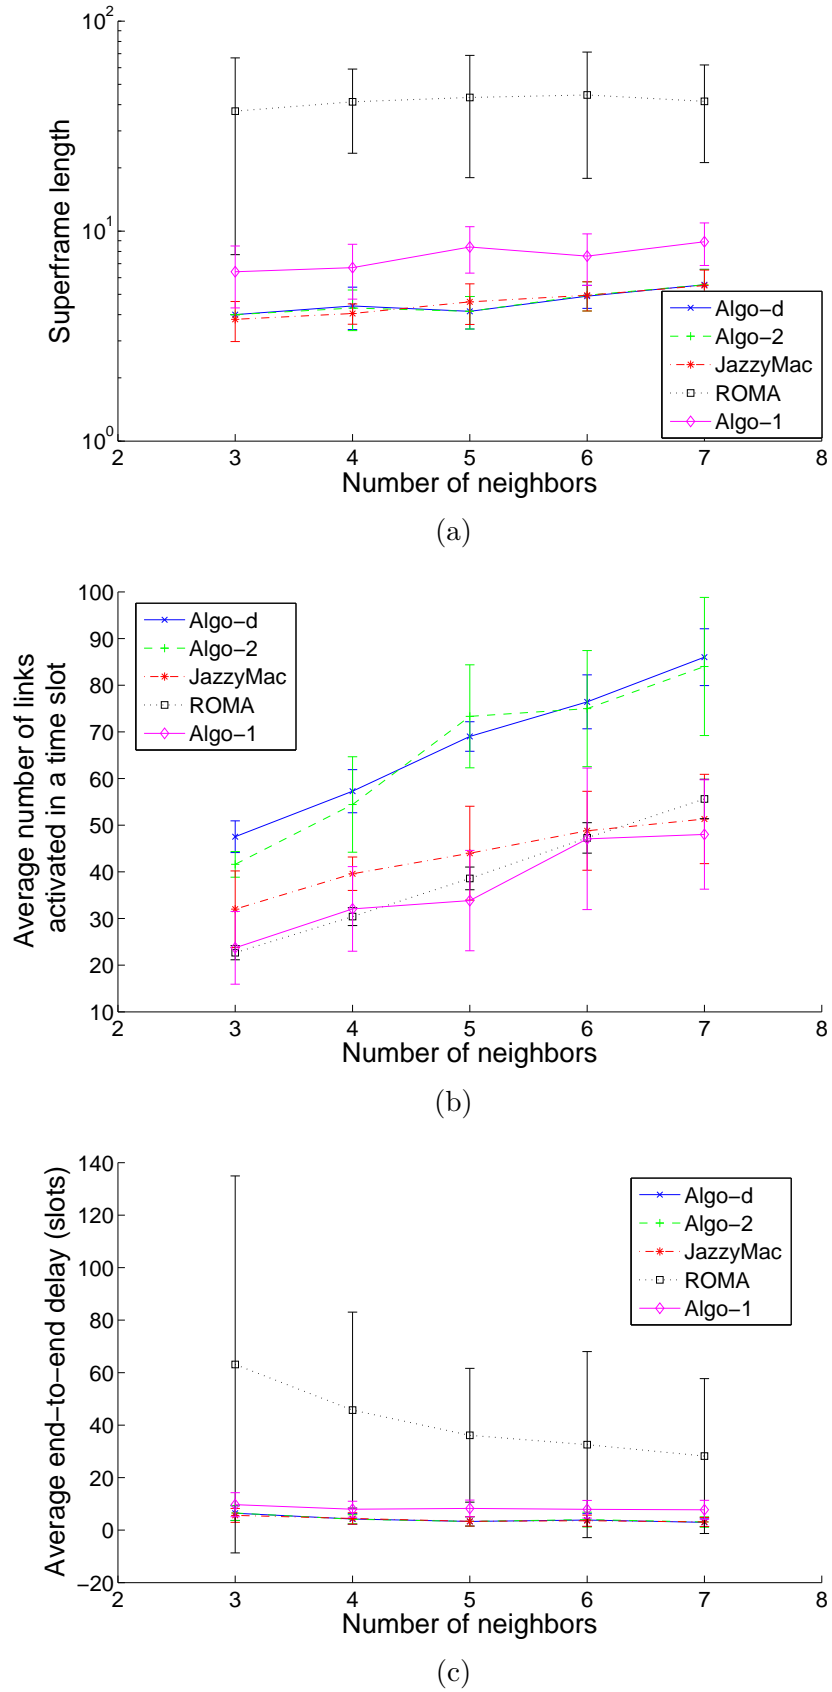 10^2
10^1
10^0
Superframe length
2 3 4 5 6 7 8
Number of neighbors
Algo-d
Algo-2
JazzyMac
ROMA
Algo-1
(a)
100
90
80
70
60
50
40
30
20
10
Average number of links
activated in a time slot
2 3 4 5 6 7 8
Number of neighbors
Algo-d
Algo-2
JazzyMac
ROMA
Algo-1
(b)
140
120
100
80
60
40
20
0
−20
Average end-to-end delay (slots)
2 3 4 5 6 7 8
Number of neighbors
Algo-d
Algo-2
JazzyMac
ROMA
Algo-1
(c)